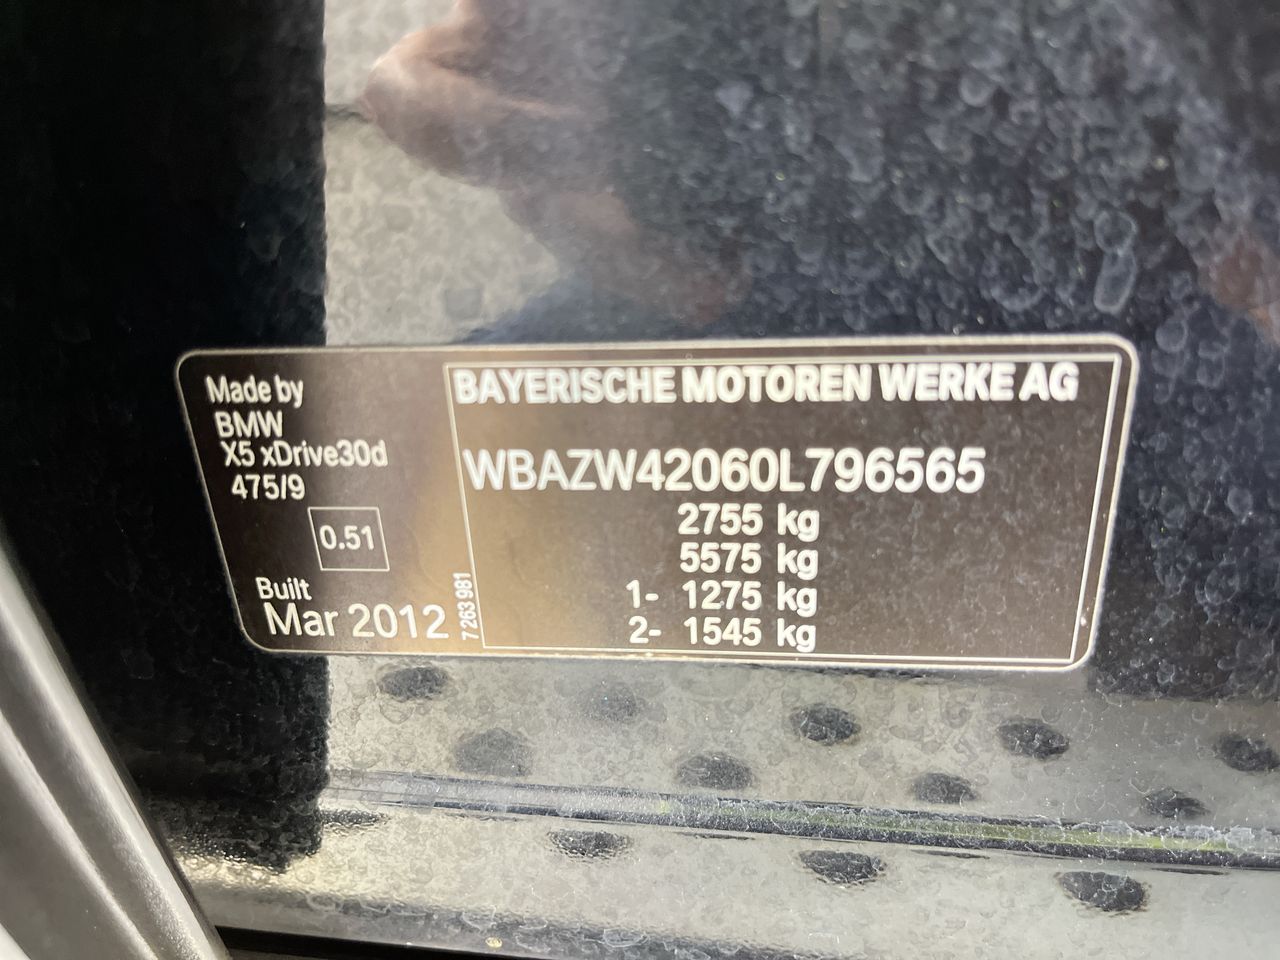 Made by
BMW
X5 xDrive30d
475/9
0.51
Built
Mar 2012
7 263 981
BAYERISCHE MOTOREN WERKE AG
WBAZW42060L796565
2755 kg
5575 kg
1- 1275 kg
2- 1545 kg